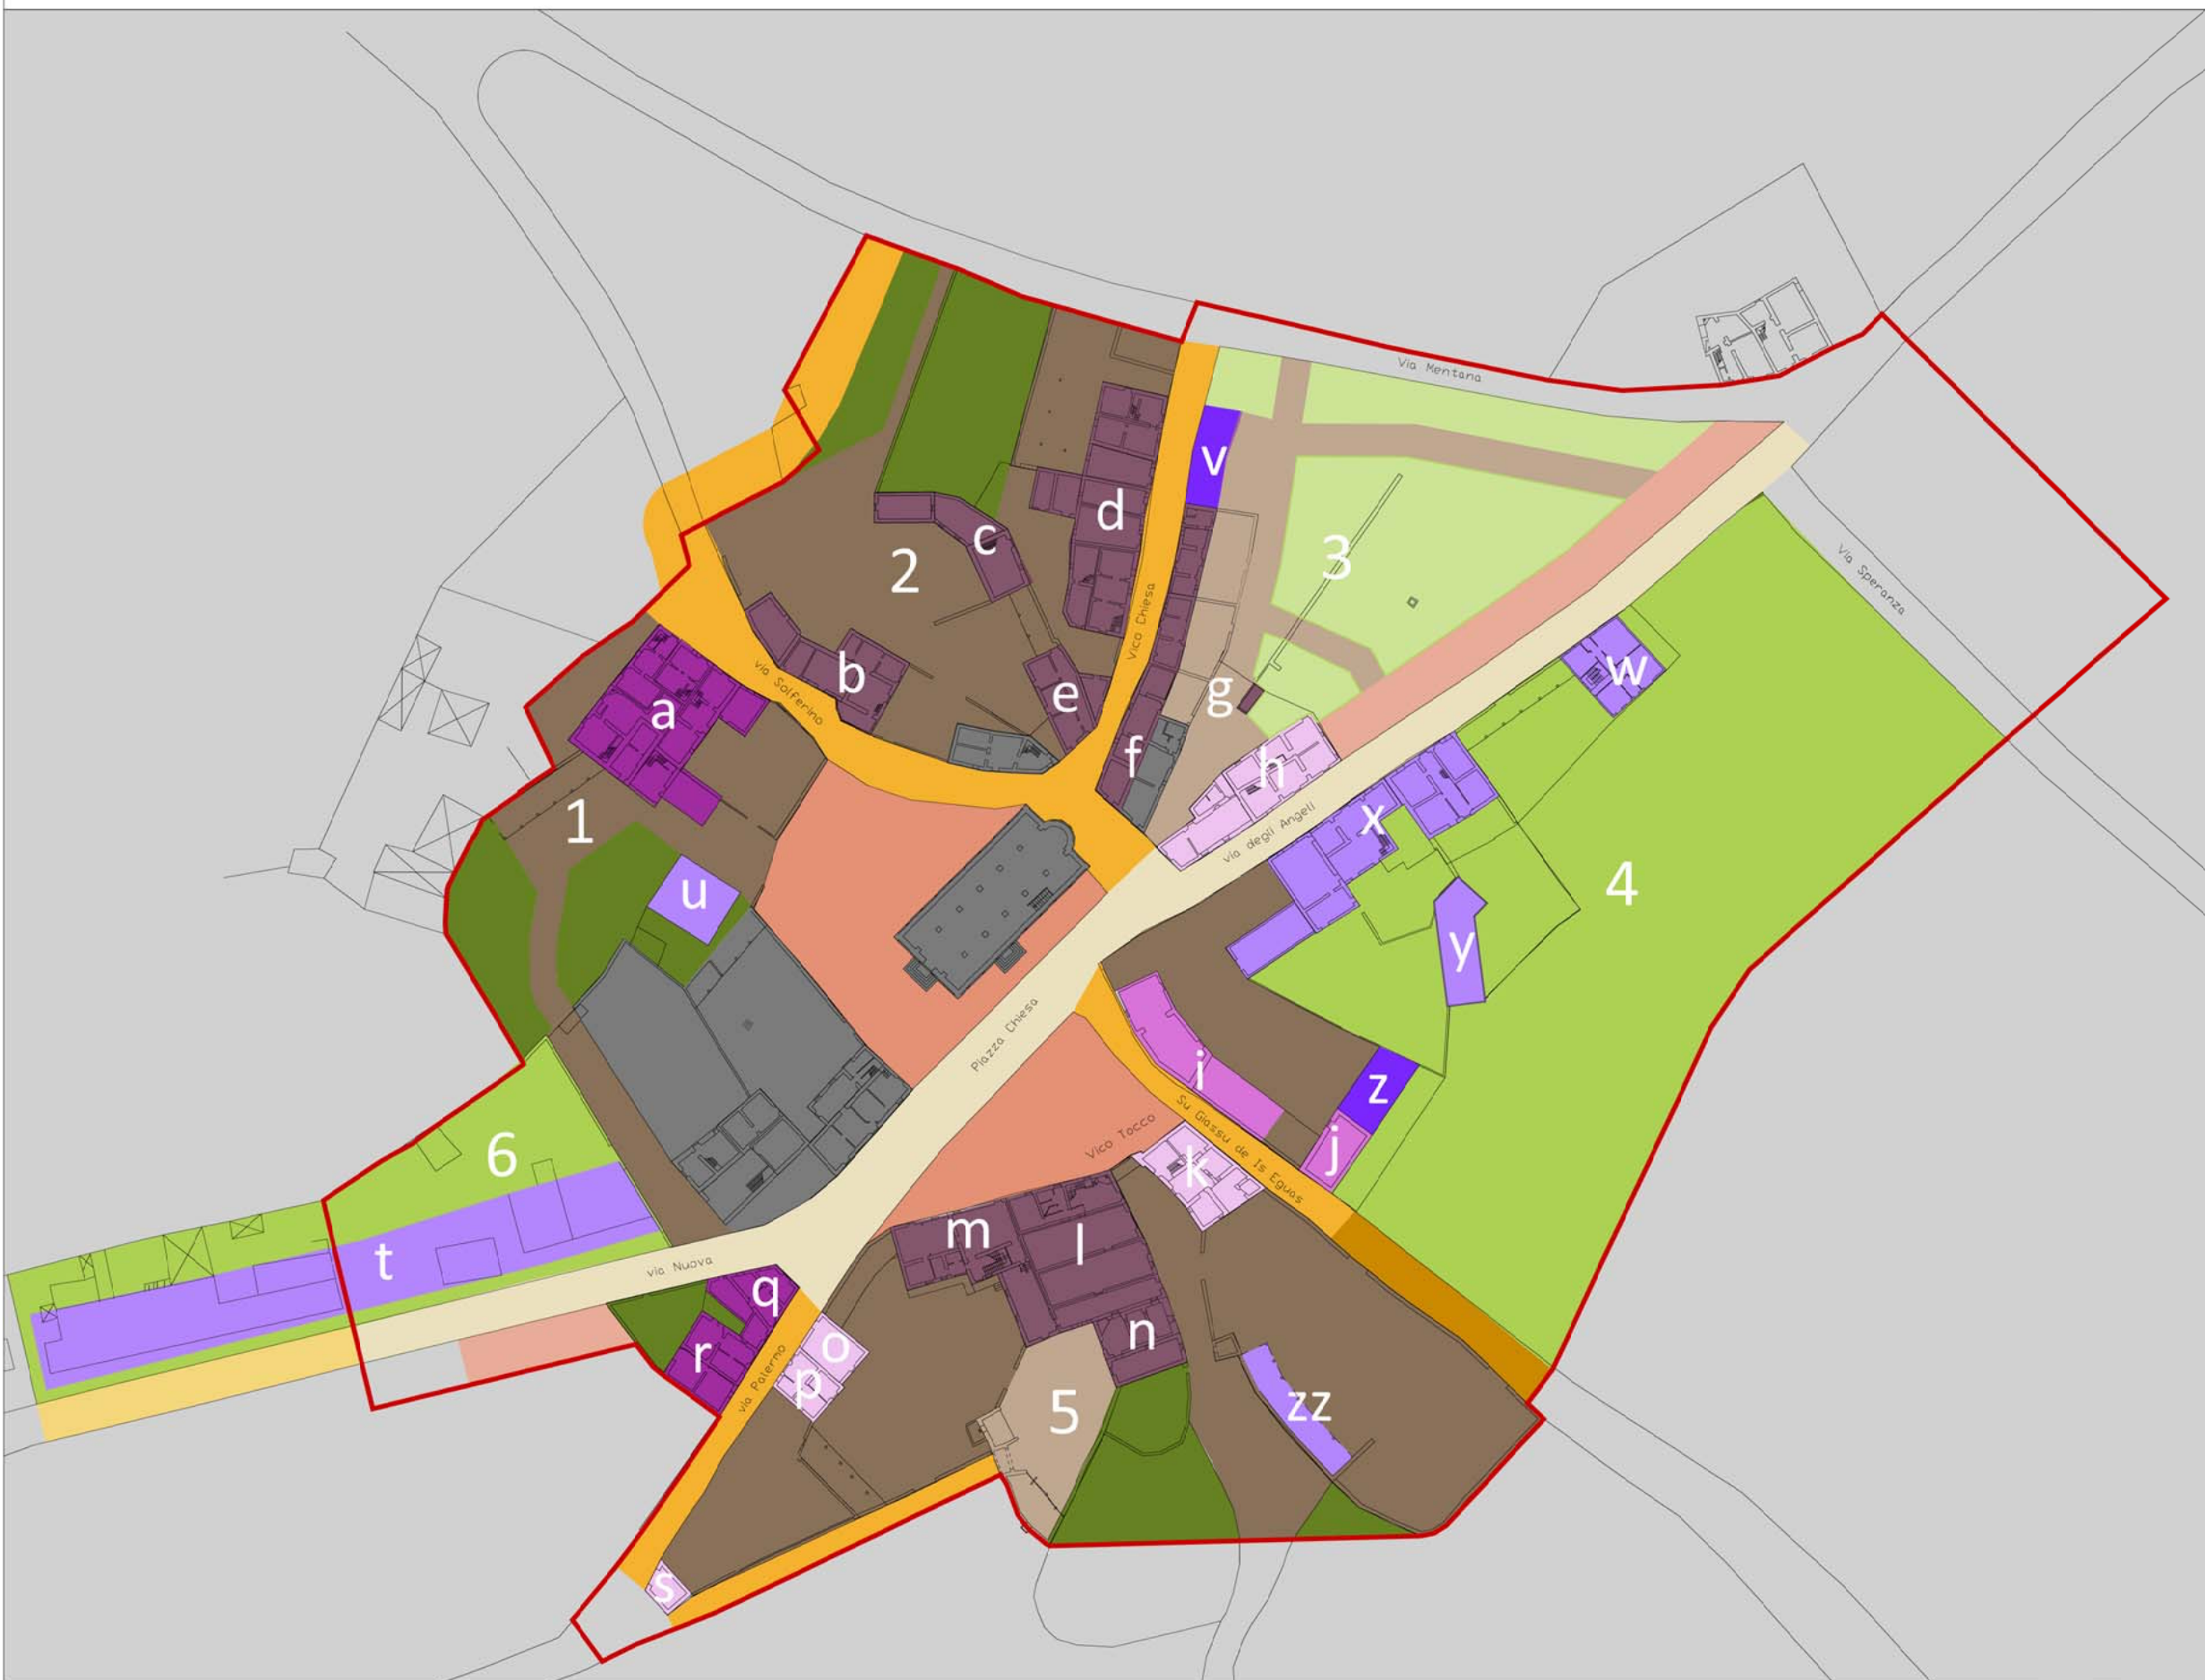 Via Mentana
v
d
2
c
3
Via Speranza
Vico Chiesa
b
via Solferino
e
g
w
a
f
h
x
via degli Angeli
1
u
4
y
Piazza Chiesa
i
z
Su Giassu de Is Eguas
Vico Tocco
j
6
k
m
l
t
via Nuova
q
n
o
r
p
via Palermo
5
zz
s